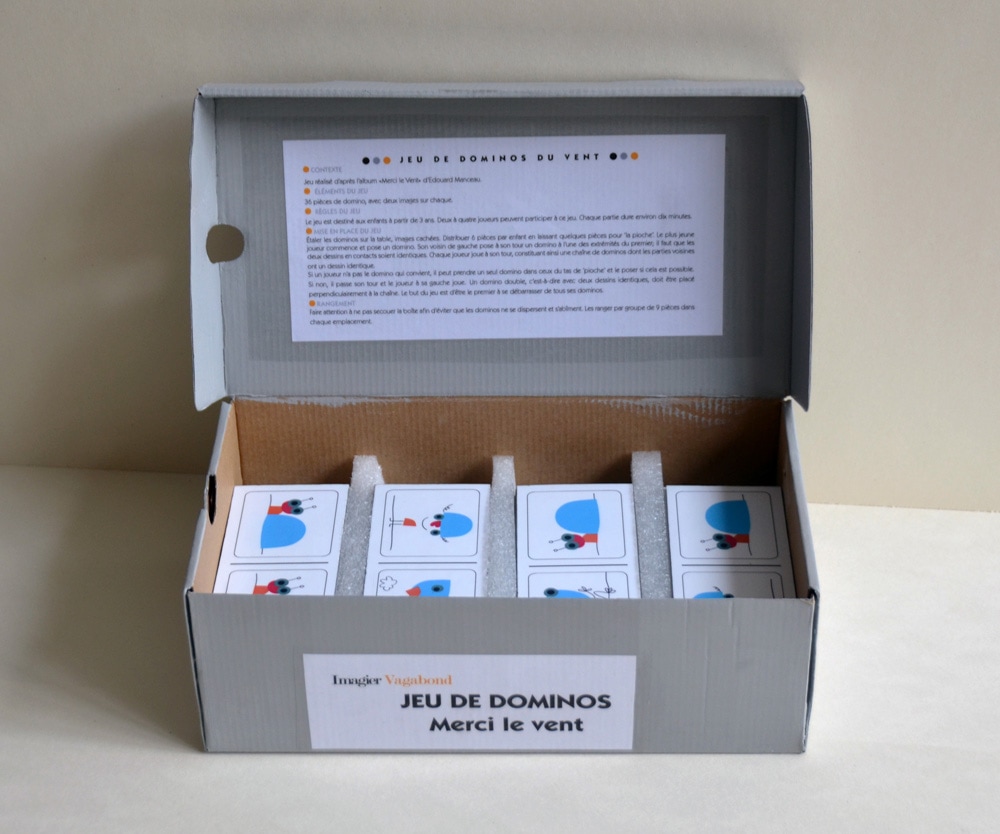 JEU DE DOMINOS DU VENT
CONTEXTE
Jeu réalisé d'après l'album «Merci le Vent» d'Edouard Manceau.
ÉLÉMENTS DU JEU
36 pièces de domino, avec deux images sur chaque.
RÈGLES DU JEU
Le jeu est destiné aux enfants à partir de 3 ans. Deux à quatre joueurs peuvent participer à ce jeu. Chaque partie dure environ dix minutes.
MISE EN PLACE DU JEU
Étaler les dominos sur la table, images cachées. Distribuer 6 pièces par enfant en laissant quelques pièces pour 'la pioche'. Le plus jeune
joueur commence et pose un domino. Son voisin de gauche pose à son tour un domino à l'une des extrémités du premier, il faut que les
deux dessins en contacts soient identiques. Chaque joueur joue à son tour, constituant ainsi une chaîne de dominos dont les parties voisines
ont un dessin identique.
Si un joueur n'a pas le domino qui convient, il peut prendre un seul domino dans celui du tas de 'pioche' et le poser si cela est possible.
Si non, il passe son tour et le joueur à sa gauche joue. Un domino double, c'est-à-dire avec deux dessins identiques, doit être placé
perpendiculairement à la chaîne. Le but du jeu est d'être le premier à se débarrasser de tous ses dominos.
RANGEMENT
Faire attention à ne pas secouer la boîte afin d'éviter que les dominos ne se dispersent et s'abîment. Les ranger par groupe de 9 pièces dans
chaque emplacement.
Imagier Vagabond
JEU DE DOMINOS
Merci le vent